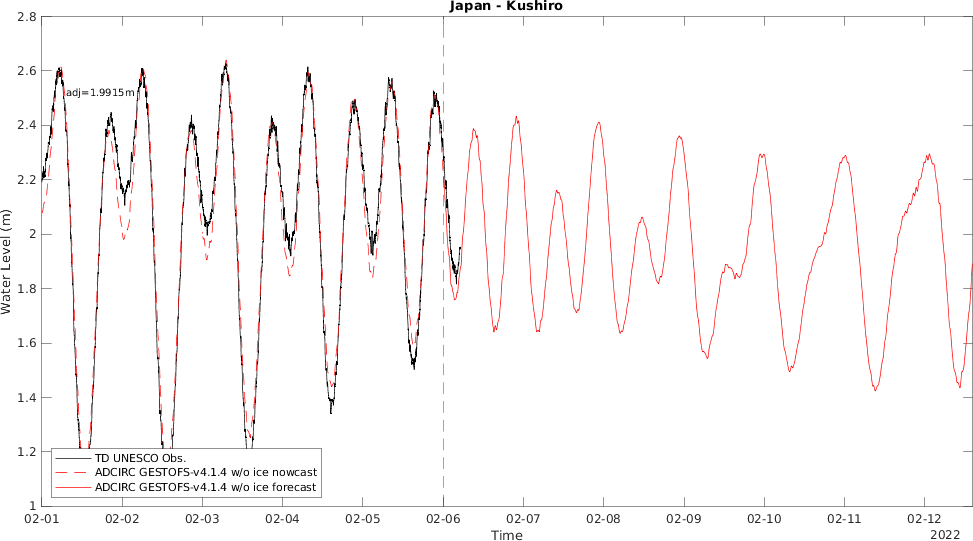 Japan - Kushiro
2.8
2.6
2.4
2.2
2
1.8
1.6
1.4
1.2
1
Water Level (m)
adj=1.9915m
TD UNESCO Obs.
ADCIRC GESTOFS-v4.1.4 w/o ice nowcast
ADCIRC GESTOFS-v4.1.4 w/o ice forecast
02-01 02-02 02-03 02-04 02-05 02-06 02-07 02-08 02-09 02-10 02-11 02-12
Time
2022